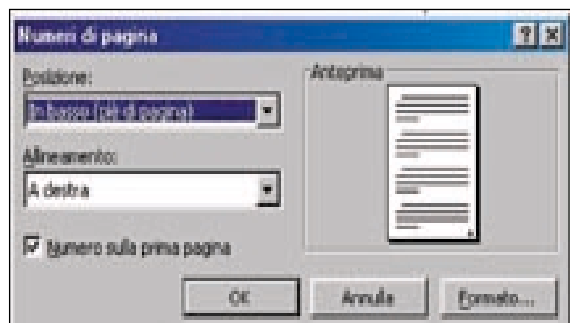 Numeri di pagina
Posizione:
In basso (piè di pagina)
Allineamento:
A destra
Numero sulla prima pagina
Anteprima
OK
Annulla
Formato...